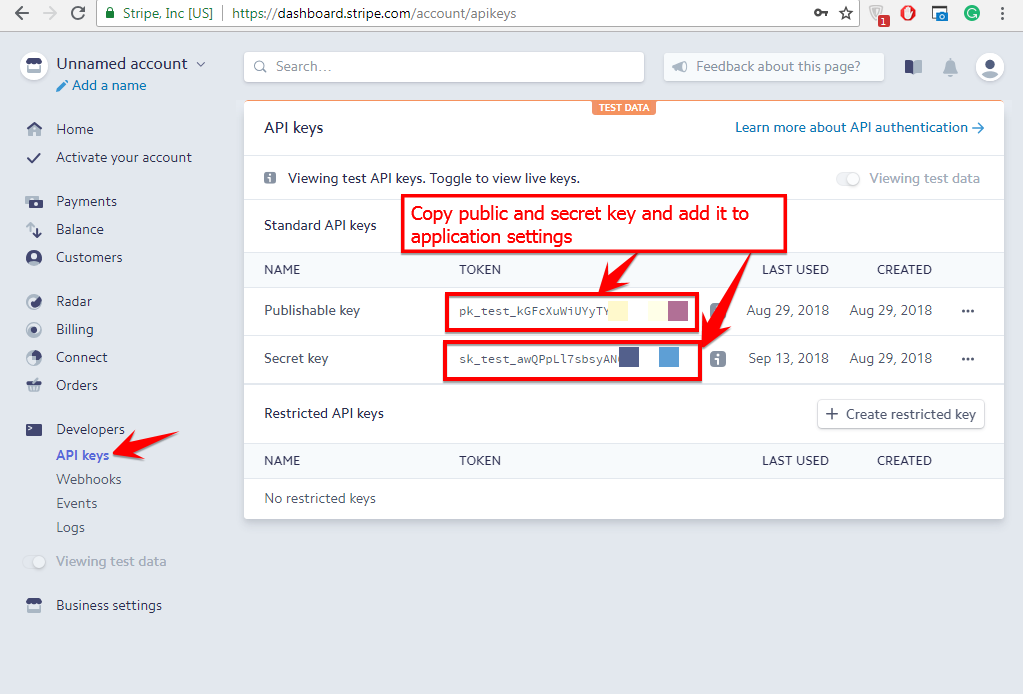 Stripe, Inc [US] https://dashboard.stripe.com/account/apikeys
1
Unnamed account
Add a name
Search...
Feedback about this page?
Home
Activate your account
Payments
Balance
Customers
Radar
Billing
Connect
Orders
Developers
API keys
Webhooks
Events
Logs
Viewing test data
Business settings
TEST DATA
API keys
Learn more about API authentication →
Viewing test API keys. Toggle to view live keys.
Viewing test data
Copy public and secret key and add it to
application settings
Standard API keys
NAME TOKEN LAST USED CREATED
Publishable key pk_test_kGFcXuWiUYyTY Aug 29, 2018 Aug 29, 2018
Secret key sk_test_awQPpLl7sbsyAN Sep 13, 2018 Aug 29, 2018
Restricted API keys
+ Create restricted key
NAME TOKEN LAST USED CREATED
No restricted keys